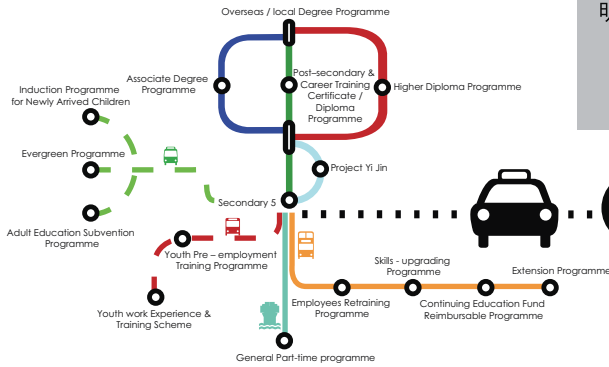 Overseas / local Degree Programme
Associate Degree
Programme
Post-secondary &
Career Training
Certificate /
Diploma
Programme
Higher Diploma Programme
Induction Programme
for Newly Arrived Children
Evergreen Programme
Project Yi Jin
Secondary 5
Adult Education Subvention
Programme
Youth Pre – employment
Training Programme
Skills - upgrading
Programme
Extension Programme
Employees Retraining
Programme
Continuing Education Fund
Reimbursable Programme
Youth work Experience &
Training Scheme
General Part-time programme